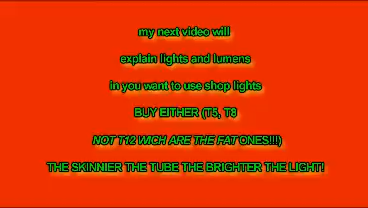 my next video will
explain lights and lumens
in you want to use shop lights
BUY EITHER (T5, T8
NOT T12 WICH ARE THE FAT ONES!!!)
THE SKINNIER THE TUBE THE BRIGHTER THE LIGHT!